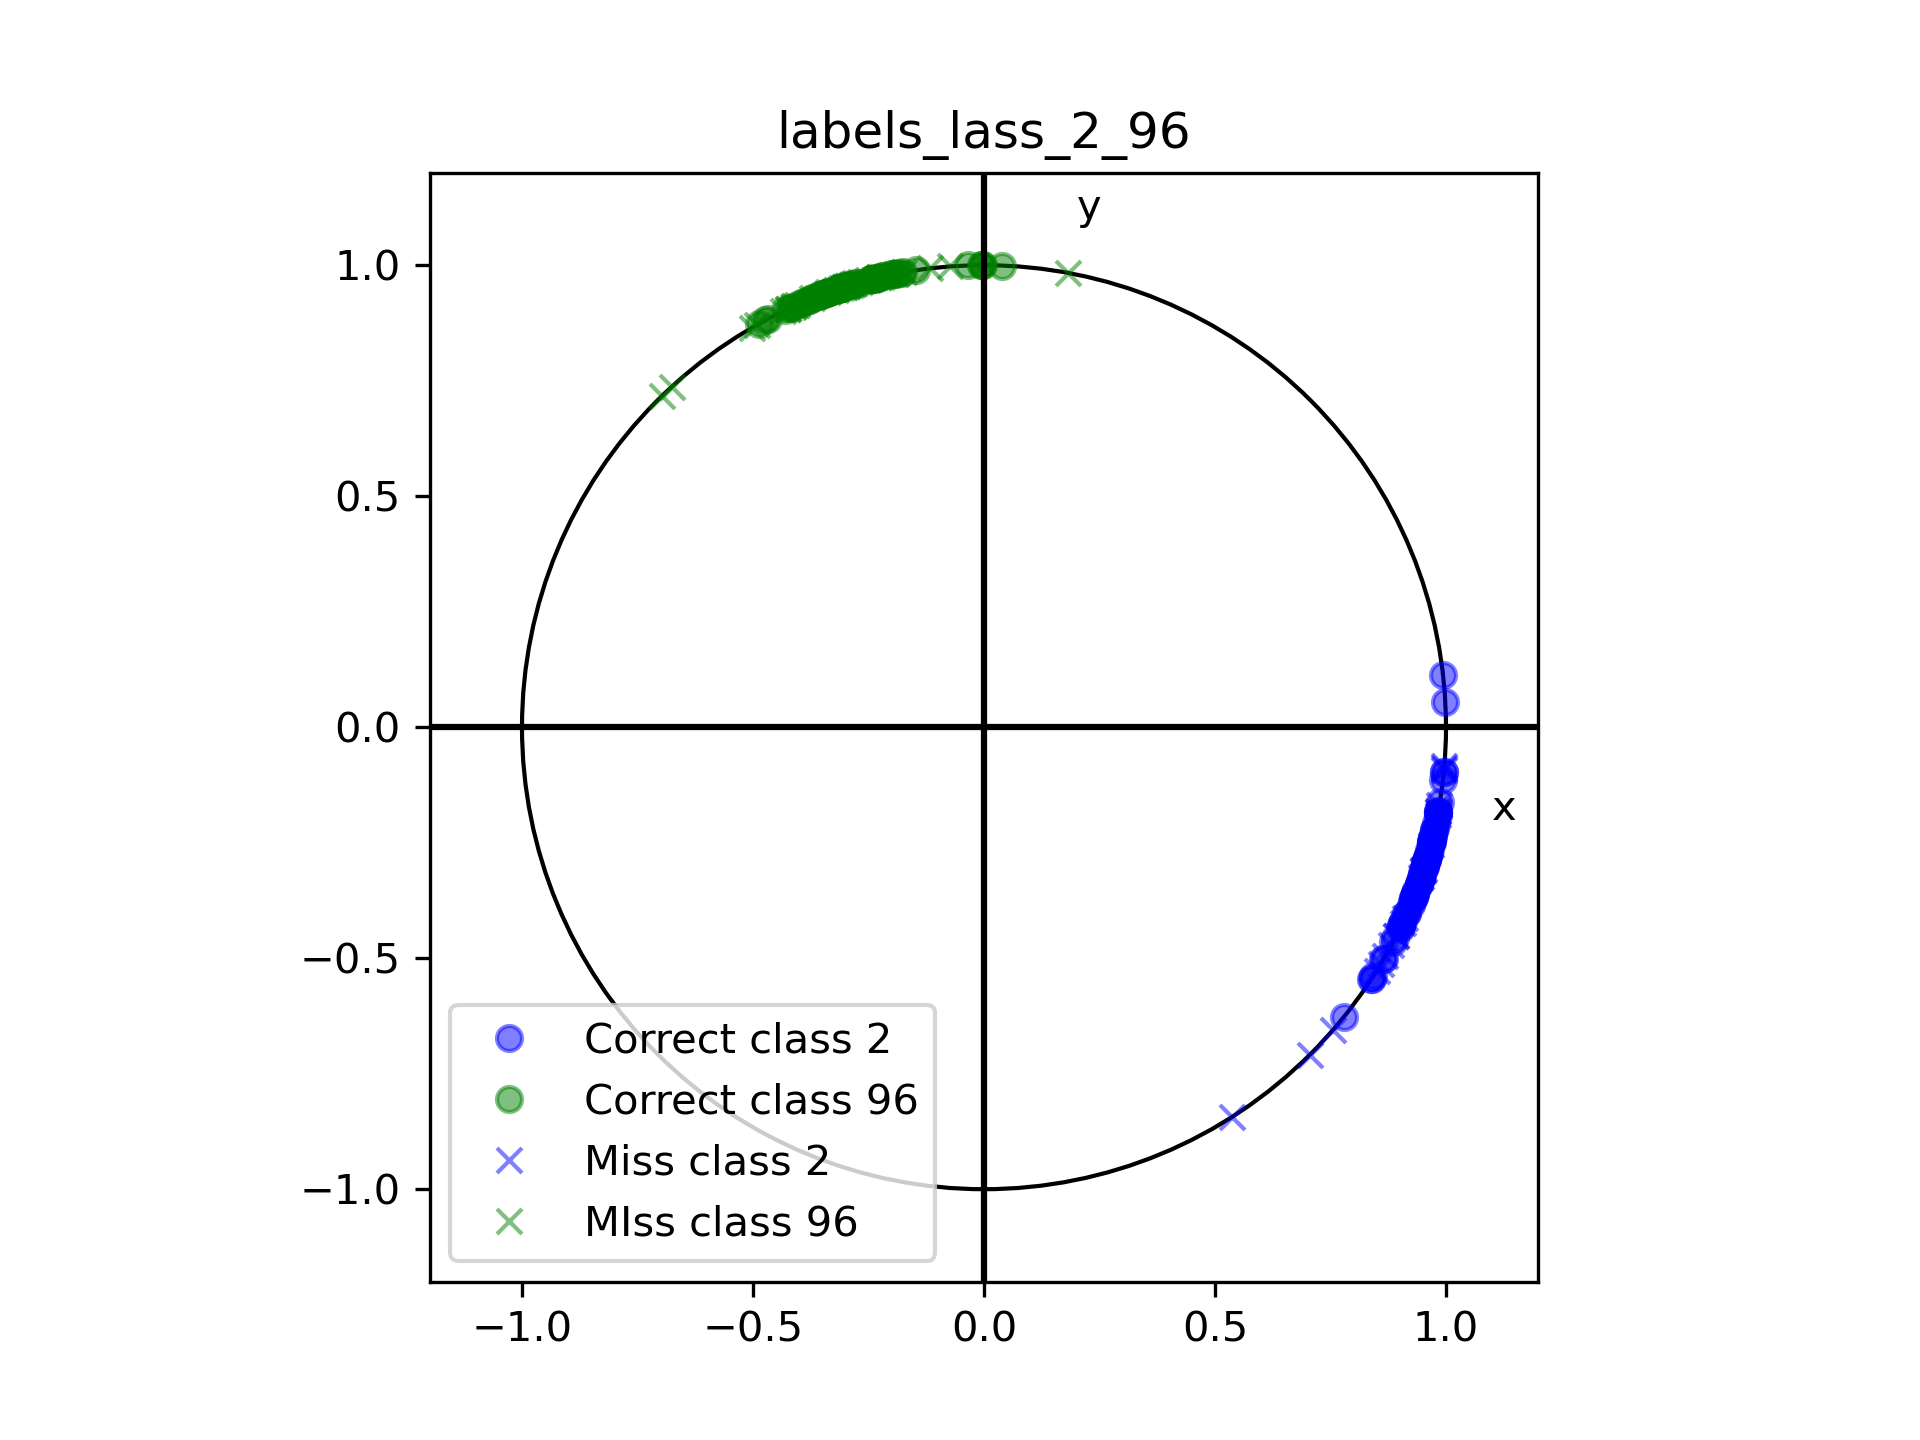 labels_lass_2_96
y
1.0
0.5
0.0
x
−0.5
−1.0
Correct class 2
Correct class 96
Miss class 2
MIss class 96
−1.0 −0.5 0.0 0.5 1.0